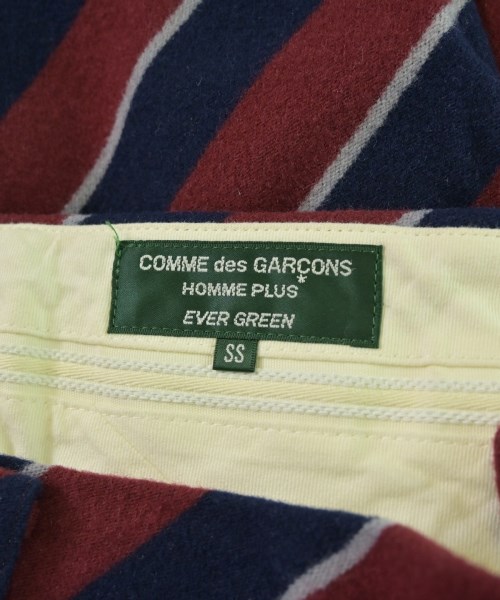 COMME des GARÇONS
HOMME PLUS*
EVER GREEN
SS